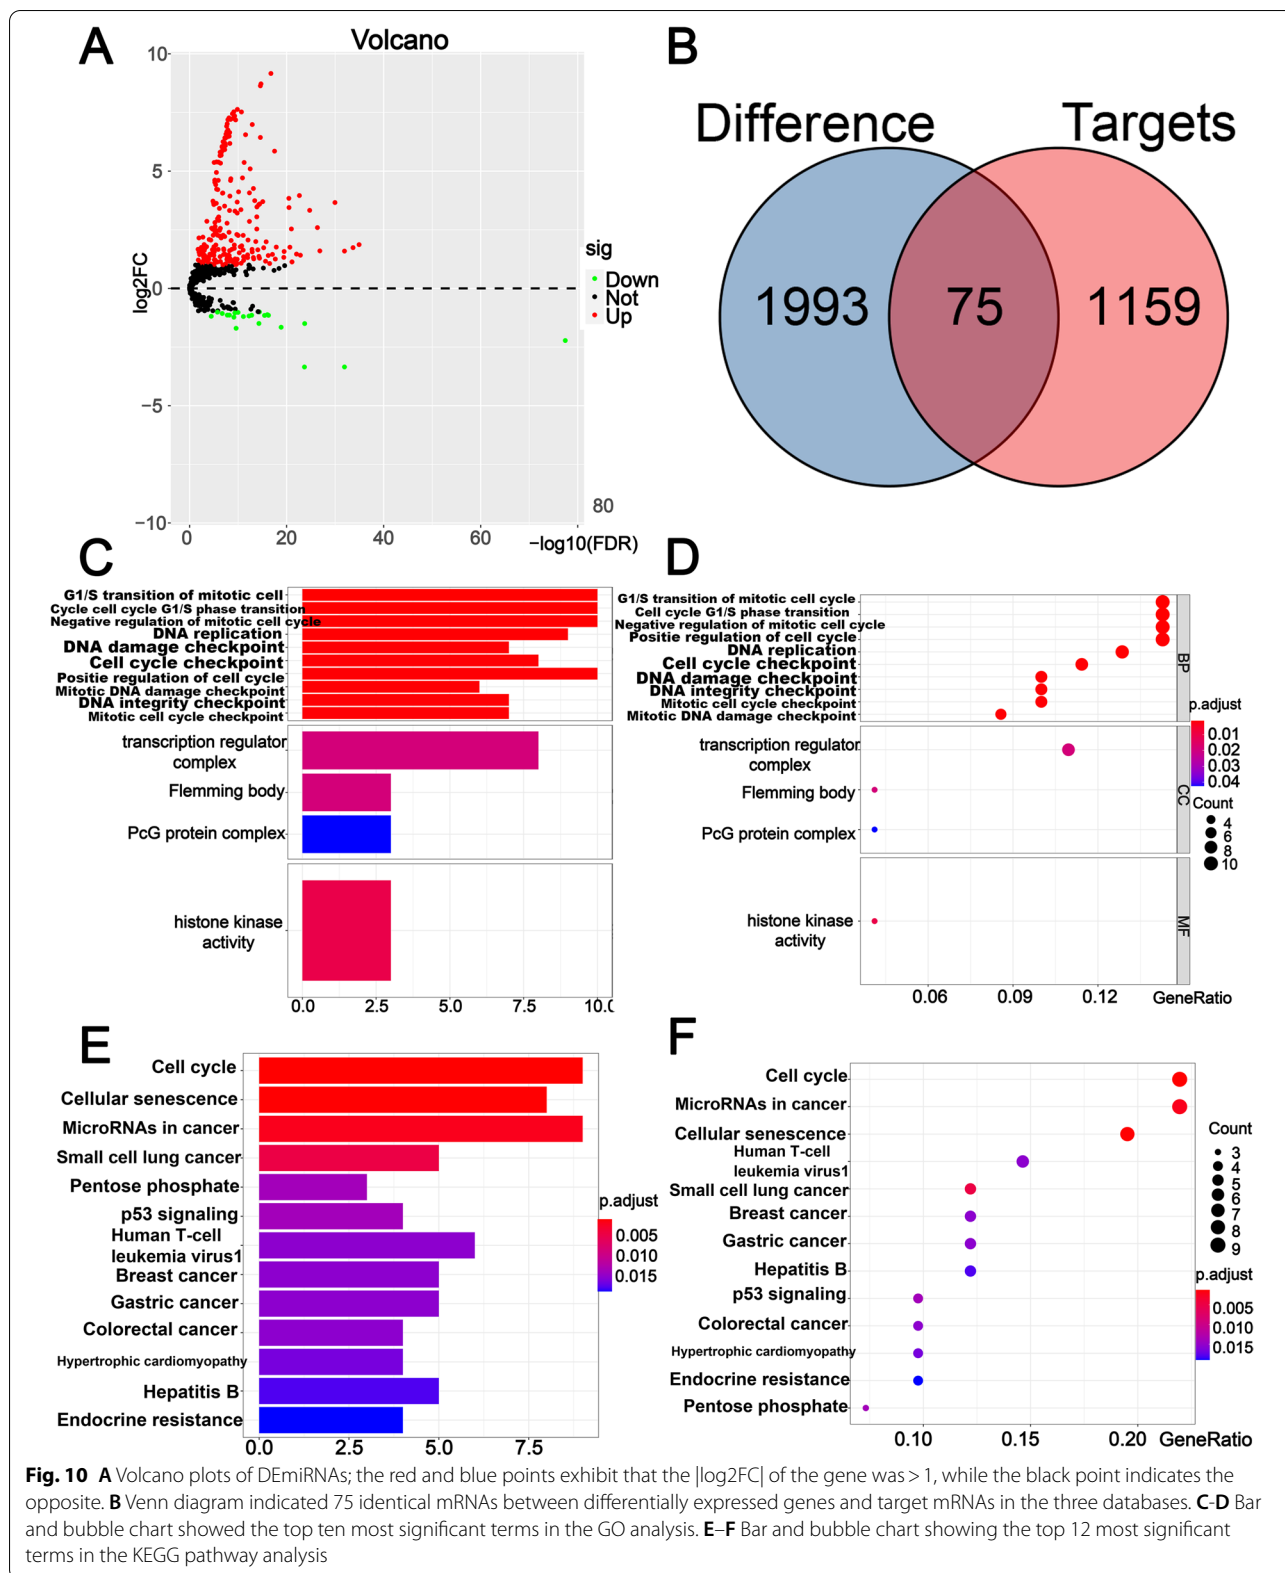 A
Volcano
10
5
0
−5
−10
log2FC
0
20
40
60
80
−log10(FDR)
sig
Down
Not
Up
B
Difference
Targets
1993
75
1159
C
G1/S transition of mitotic cell
Cycle cell cycle G1/S phase transition
Negative regulation of mitotic cell cycle
DNA replication
DNA damage checkpoint
Cell cycle checkpoint
Positie regulation of cell cycle
Mitotic DNA damage checkpoint
DNA integrity checkpoint
Mitotic cell cycle checkpoint
transcription regulator
complex
Flemming body
PcG protein complex
histone kinase
activity
0.0
2.5
5.0
7.5
10.0
D
G1/S transition of mitotic cell cycle
Cell cycle G1/S phase transition
Negative regulation of mitotic cell cycle
Positie regulation of cell cycle
DNA replication
Cell cycle checkpoint
DNA damage checkpoint
DNA integrity checkpoint
Mitotic cell cycle checkpoint
Mitotic DNA damage checkpoint
transcription regulator
complex
Flemming body
PcG protein complex
histone kinase
activity
BP
CC
MF
0.06
0.09
0.12
GeneRatio
p.adjust
0.01
0.02
0.03
0.04
Count
4
6
8
10
E
Cell cycle
Cellular senescence
MicroRNAs in cancer
Small cell lung cancer
Pentose phosphate
p53 signaling
Human T-cell
leukemia virus1
Breast cancer
Gastric cancer
Colorectal cancer
Hypertrophic cardiomyopathy
Hepatitis B
Endocrine resistance
0.0
2.5
5.0
7.5
p.adjust
0.005
0.010
0.015
F
Cell cycle
MicroRNAs in cancer
Cellular senescence
Human T-cell
leukemia virus1
Small cell lung cancer
Breast cancer
Gastric cancer
Hepatitis B
p53 signaling
Colorectal cancer
Hypertrophic cardiomyopathy
Endocrine resistance
Pentose phosphate
0.10
0.15
0.20
GeneRatio
Count
3
4
5
6
7
8
9
p.adjust
0.005
0.010
0.015
Fig. 10 A Volcano plots of DEmiRNAs; the red and blue points exhibit that the |log2FC| of the gene was > 1, while the black point indicates the
opposite. B Venn diagram indicated 75 identical mRNAs between differentially expressed genes and target mRNAs in the three databases. C-D Bar
and bubble chart showed the top ten most significant terms in the GO analysis. E–F Bar and bubble chart showing the top 12 most significant
terms in the KEGG pathway analysis